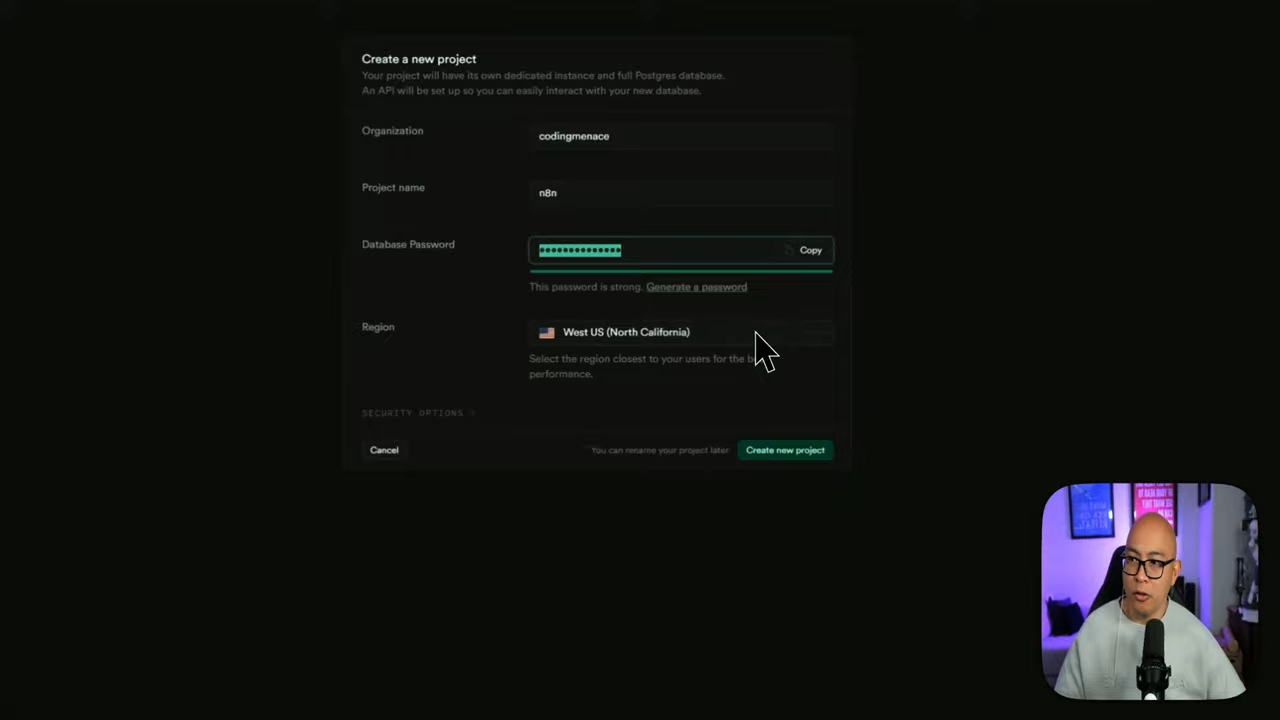 Create a new project
Your project will have its own dedicated instance and full Postgres database.
An API will be set up so you can easily interact with your new database.
Organization
codingmenace
Project name
n8n
Database Password
Copy
This password is strong. Generate a password
Region
West US (North California)
Select the region closest to your users for the
performance.
SECURITY OPTIONS
Cancel
You can rename your project later
Create new project